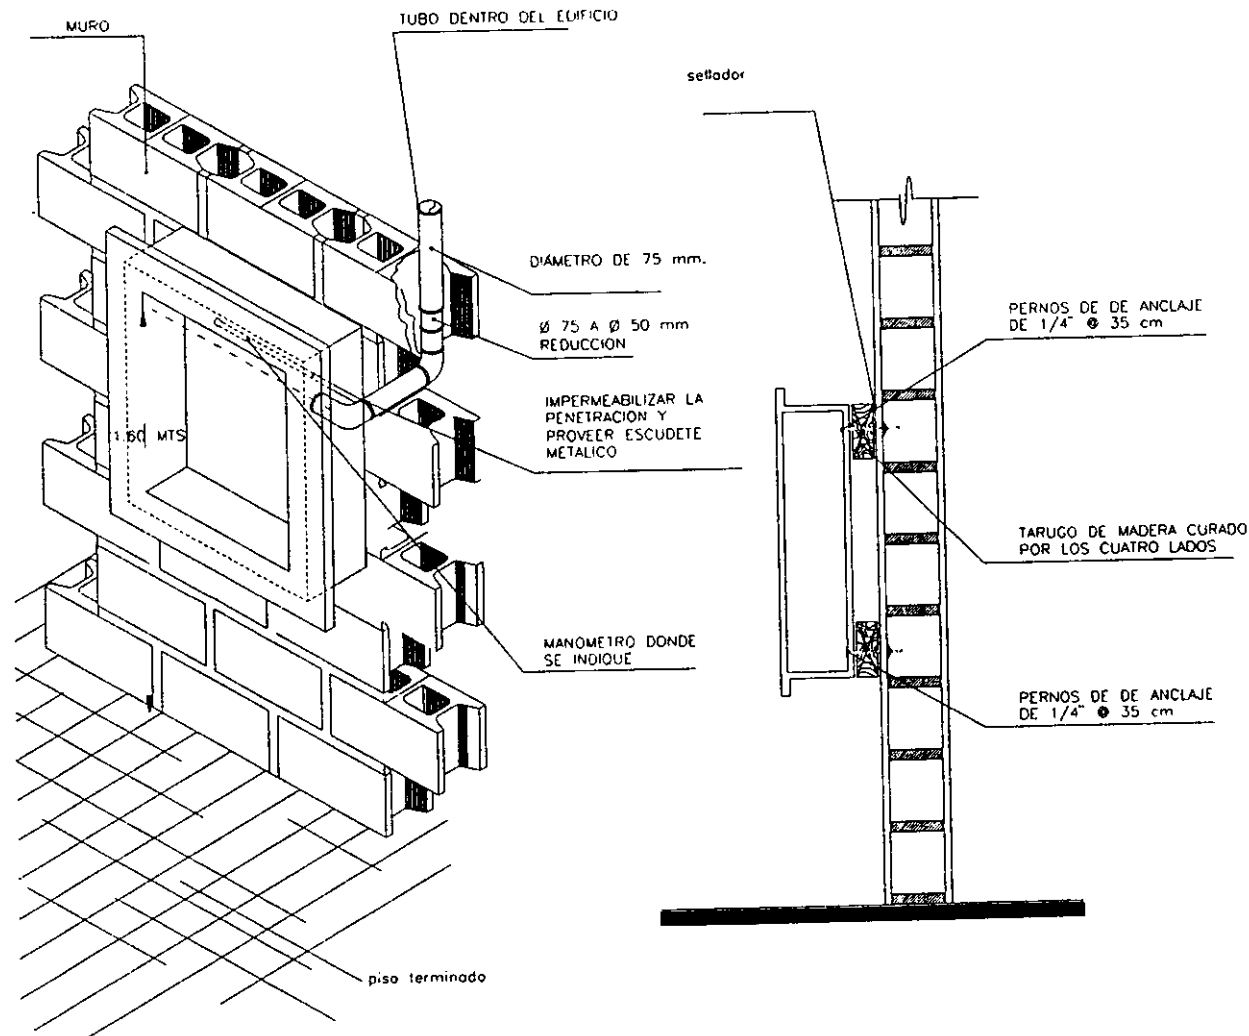 MURO
TUBO DENTRO DEL EDIFICIO
sellador
DIAMETRO DE 75 mm.
Ø 75 A Ø 50 mm
REDUCCION
PERNOS DE DE ANCLAJE
DE 1/4" @ 35 cm
IMPERMEABILIZAR LA
PENETRACION Y
PROVEER ESCUDETE
METALICO
1.60 MTS
TARUGO DE MADERA CURADO
POR LOS CUATRO LADOS
MANOMETRO DONDE
SE INDIQUE
PERNOS DE DE ANCLAJE
DE 1/4" @ 35 cm
piso terminado